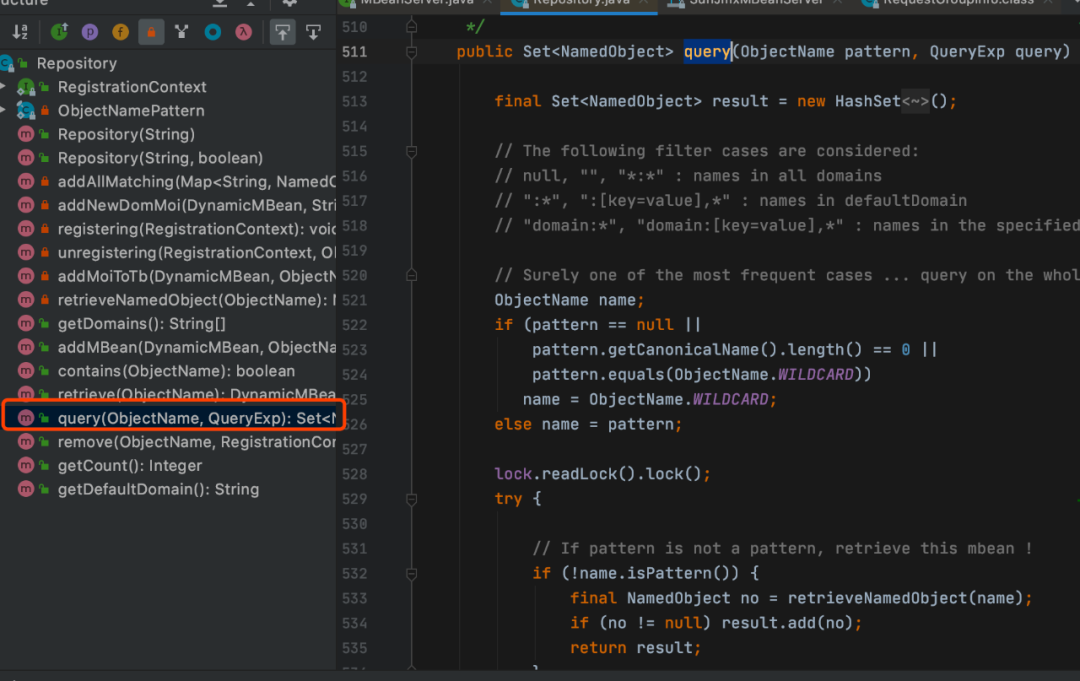 ucture
Repository
RegistrationContext
ObjectNamePattern
Repository(String)
Repository(String, boolean)
addAllMatching(Map<String, NamedO
addNewDomMoi(DynamicMBean, Stri
registering(RegistrationContext): void
unregistering(RegistrationContext, Ob
addMoiToTb(DynamicMBean, ObjectN
retrieveNamedObject(ObjectName): N
getDomains(): String[]
addMBean(DynamicMBean, ObjectNa
contains(ObjectName): boolean
retrieve(ObjectName): DynamicMBea
query(ObjectName, QueryExp): Set<N
remove(ObjectName, RegistrationCon
getCount(): Integer
getDefaultDomain(): String
MBeanServer.java
Repository.java
SunJmxMBeanServer
RequestGroupInfo.class
510 */
511 public Set<NamedObject> query(ObjectName pattern, QueryExp query)
512
513 final Set<NamedObject> result = new HashSet<~>();
514
515 // The following filter cases are considered:
516 // null, "", "*:*" : names in all domains
517 // ":*", ":[key=value],*" : names in defaultDomain
518 // "domain:*", "domain:[key=value],*" : names in the specified
519
520 // Surely one of the most frequent cases ... query on the whol
521 ObjectName name;
522 if (pattern == null ||
523 pattern.getCanonicalName().length() == 0 ||
524 pattern.equals(ObjectName.WILDCARD))
525 name = ObjectName.WILDCARD;
526 else name = pattern;
527
528 lock.readLock().lock();
529 try {
530
531 // If pattern is not a pattern, retrieve this mbean !
532 if (!name.isPattern()) {
533 final NamedObject no = retrieveNamedObject(name);
534 if (no != null) result.add(no);
535 return result;